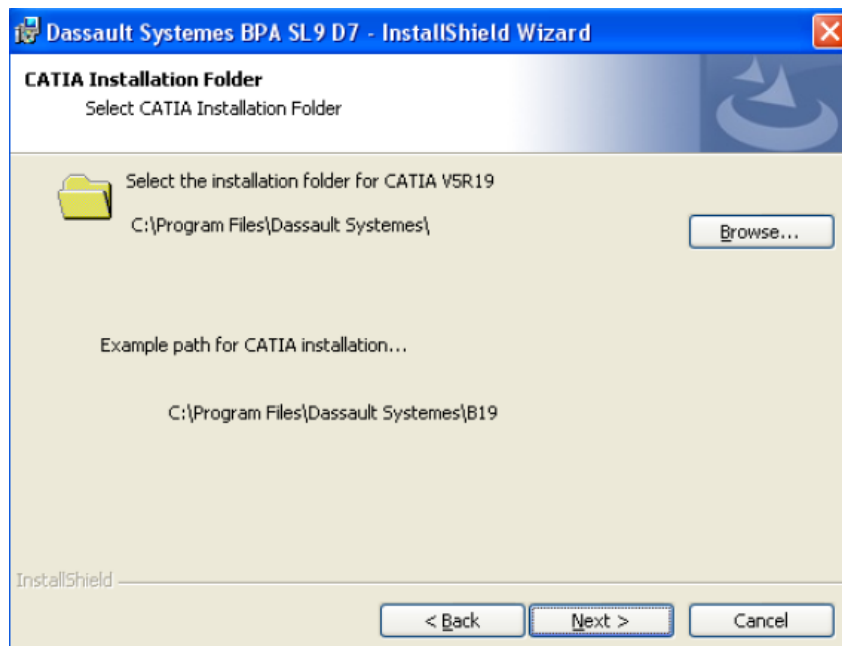 Dassault Systemes BPA SL9 D7 - InstallShield Wizard
CATIA Installation Folder
Select CATIA Installation Folder
Select the installation folder for CATIA V5R19
C:\Program Files\Dassault Systemes\
Browse...
Example path for CATIA installation...
C:\Program Files\Dassault Systemes\B19
InstallShield
< Back
Next >
Cancel